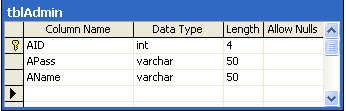 tblAdmin
Column Name Data Type Length Allow Nulls
AID int 4
APass varchar 50
AName varchar 50